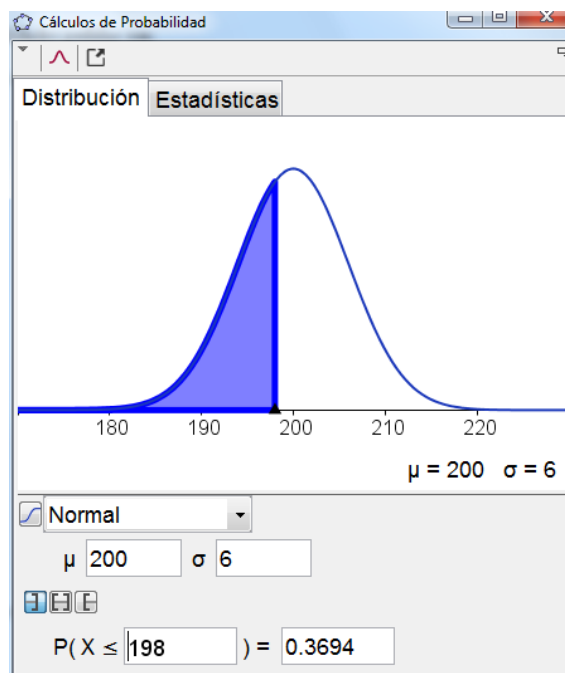 Cálculos de Probabilidad
Distribución Estadísticas
180 190 200 210 220
μ = 200 σ = 6
Normal
μ 200 σ 6
P( X ≤ 198 ) = 0.3694